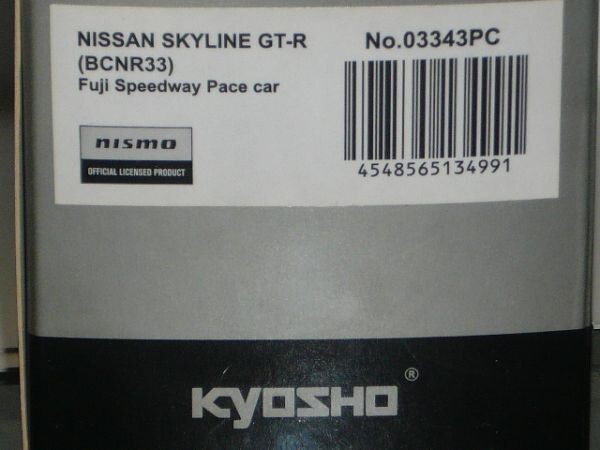 NISSAN SKYLINE GT-R
(BCNR33)
Fuji Speedway Pace car
nismo
OFFICIAL LICENSED PRODUCT
No.03343PC
4548565134991
KYOSHO®